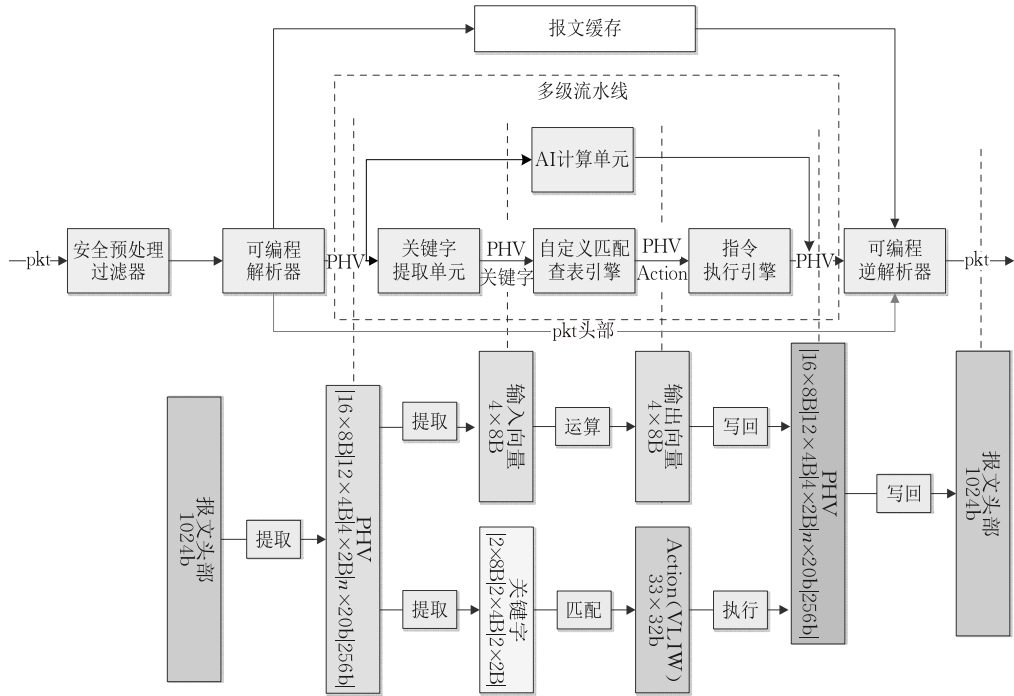 报文缓存
多级流水线
AI计算单元
pkt
安全预处理
过滤器
可编程
解析器
PHV
关键字
提取单元
PHV
关键字
自定义匹配
查表引擎
PHV
Action
指令
执行引擎
PHV
可编程
逆解析器
pkt
pkt头部
报文头部
1024b
提取
PHV
|16×8B|12×4B|4×2B|n×20b|256b|
提取
输入向量
4×8B
运算
输出向量
4×8B
写回
提取
关键字
|2×8B|2×4B|2×2B|
匹配
Action(VLIW)
33×32b
执行
PHV
|16×8B|12×4B|4×2B|n×20b|256b|
写回
报文头部
1024b